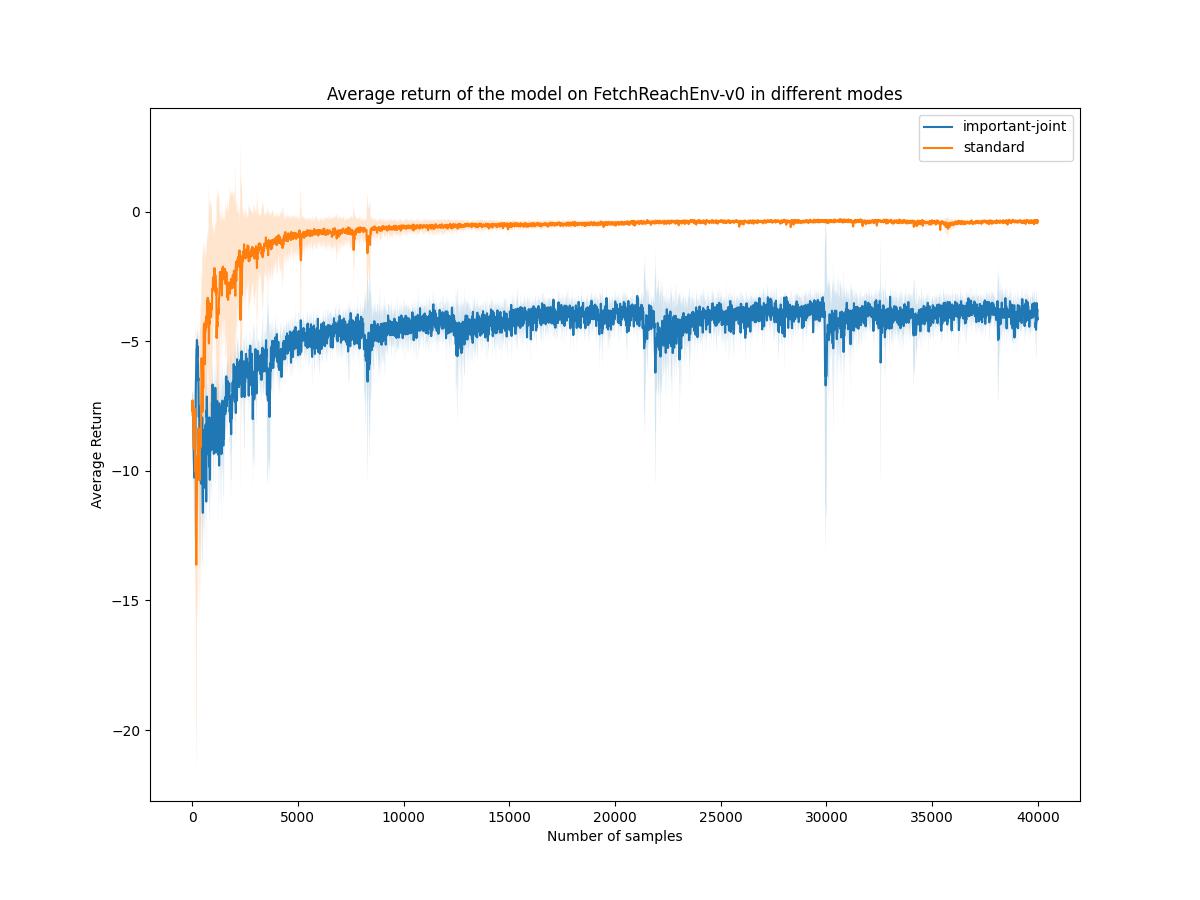 Average return of the model on FetchReachEnv-v0 in different modes
important-joint
standard
0
−5
−10
−15
−20
Average Return
0
5000
10000
15000
20000
25000
30000
35000
40000
Number of samples